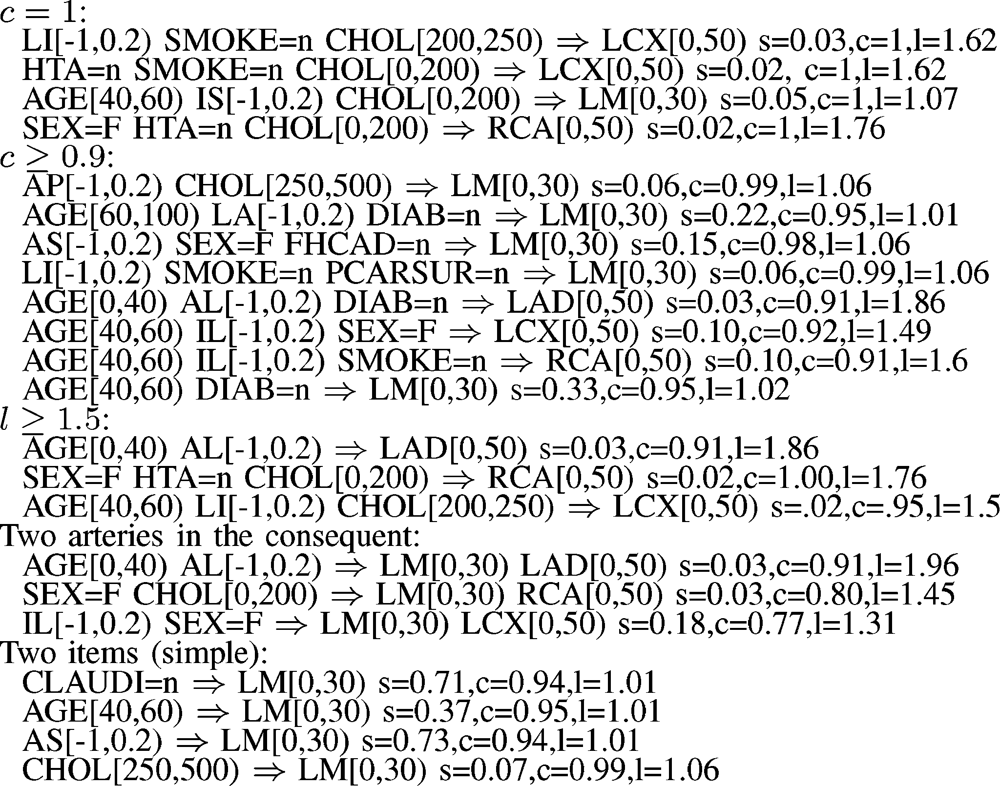 c = 1:
LI[-1,0.2) SMOKE=n CHOL[200,250) ⇒ LCX[0,50) s=0.03,c=1,l=1.62
HTA=n SMOKE=n CHOL[0,200) ⇒ LCX[0,50) s=0.02, c=1,l=1.62
AGE[40,60) IS[-1,0.2) CHOL[0,200) ⇒ LM[0,30) s=0.05,c=1,l=1.07
SEX=F HTA=n CHOL[0,200) ⇒ RCA[0,50) s=0.02,c=1,l=1.76
c ≥ 0.9:
AP[-1,0.2) CHOL[250,500) ⇒ LM[0,30) s=0.06,c=0.99,l=1.06
AGE[60,100) LA[-1,0.2) DIAB=n ⇒ LM[0,30) s=0.22,c=0.95,l=1.01
AS[-1,0.2) SEX=F FHCAD=n ⇒ LM[0,30) s=0.15,c=0.98,l=1.06
LI[-1,0.2) SMOKE=n PCARSUR=n ⇒ LM[0,30) s=0.06,c=0.99,l=1.06
AGE[0,40) AL[-1,0.2) DIAB=n ⇒ LAD[0,50) s=0.03,c=0.91,l=1.86
AGE[40,60) IL[-1,0.2) SEX=F ⇒ LCX[0,50) s=0.10,c=0.92,l=1.49
AGE[40,60) IL[-1,0.2) SMOKE=n ⇒ RCA[0,50) s=0.10,c=0.91,l=1.6
AGE[40,60) DIAB=n ⇒ LM[0,30) s=0.33,c=0.95,l=1.02
l ≥ 1.5:
AGE[0,40) AL[-1,0.2) ⇒ LAD[0,50) s=0.03,c=0.91,l=1.86
SEX=F HTA=n CHOL[0,200) ⇒ RCA[0,50) s=0.02,c=1.00,l=1.76
AGE[40,60) LI[-1,0.2) CHOL[200,250) ⇒ LCX[0,50) s=.02,c=.95,l=1.5
Two arteries in the consequent:
AGE[0,40) AL[-1,0.2) ⇒ LM[0,30) LAD[0,50) s=0.03,c=0.91,l=1.96
SEX=F CHOL[0,200) ⇒ LM[0,30) RCA[0,50) s=0.03,c=0.80,l=1.45
IL[-1,0.2) SEX=F ⇒ LM[0,30) LCX[0,50) s=0.18,c=0.77,l=1.31
Two items (simple):
CLAUDI=n ⇒ LM[0,30) s=0.71,c=0.94,l=1.01
AGE[40,60) ⇒ LM[0,30) s=0.37,c=0.95,l=1.01
AS[-1,0.2) ⇒ LM[0,30) s=0.73,c=0.94,l=1.01
CHOL[250,500) ⇒ LM[0,30) s=0.07,c=0.99,l=1.06